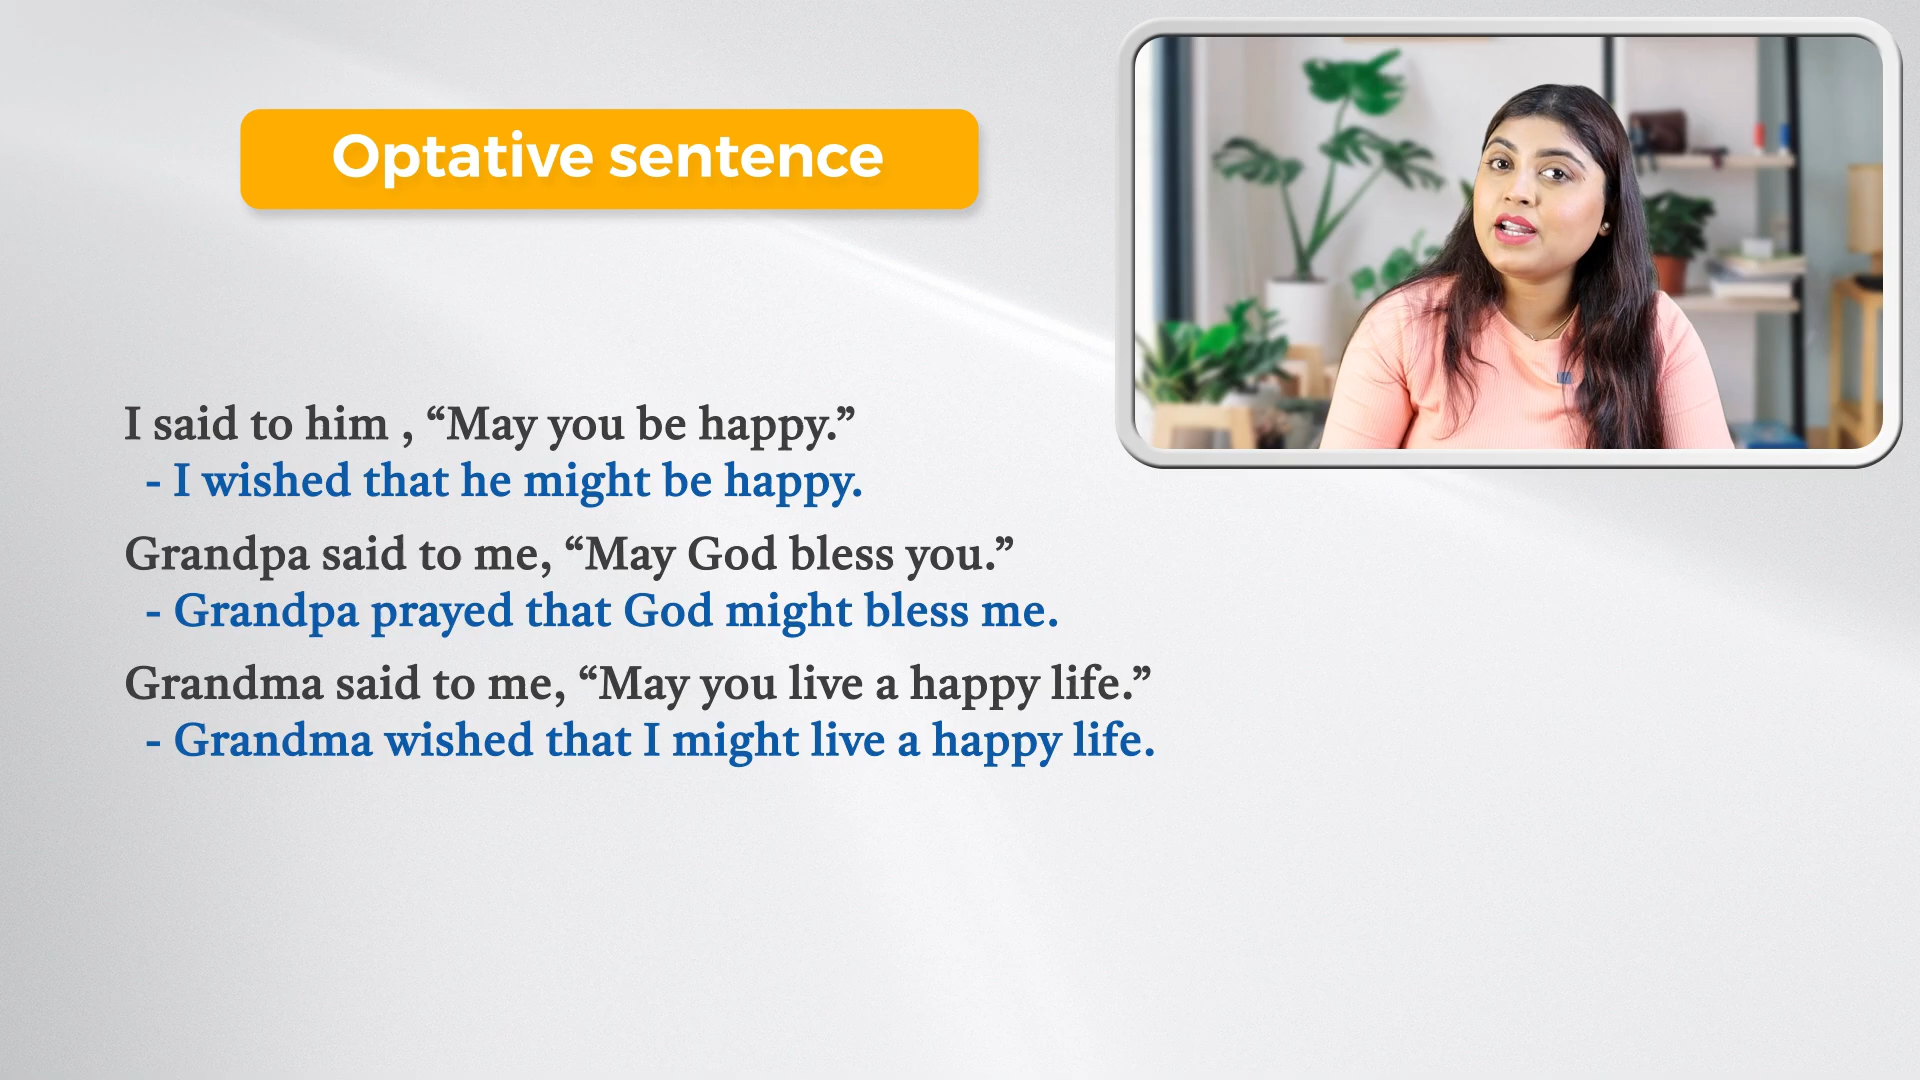 Optative sentence
I said to him , “May you be happy.”
- I wished that he might be happy.
Grandpa said to me, “May God bless you.”
- Grandpa prayed that God might bless me.
Grandma said to me, “May you live a happy life.”
- Grandma wished that I might live a happy life.